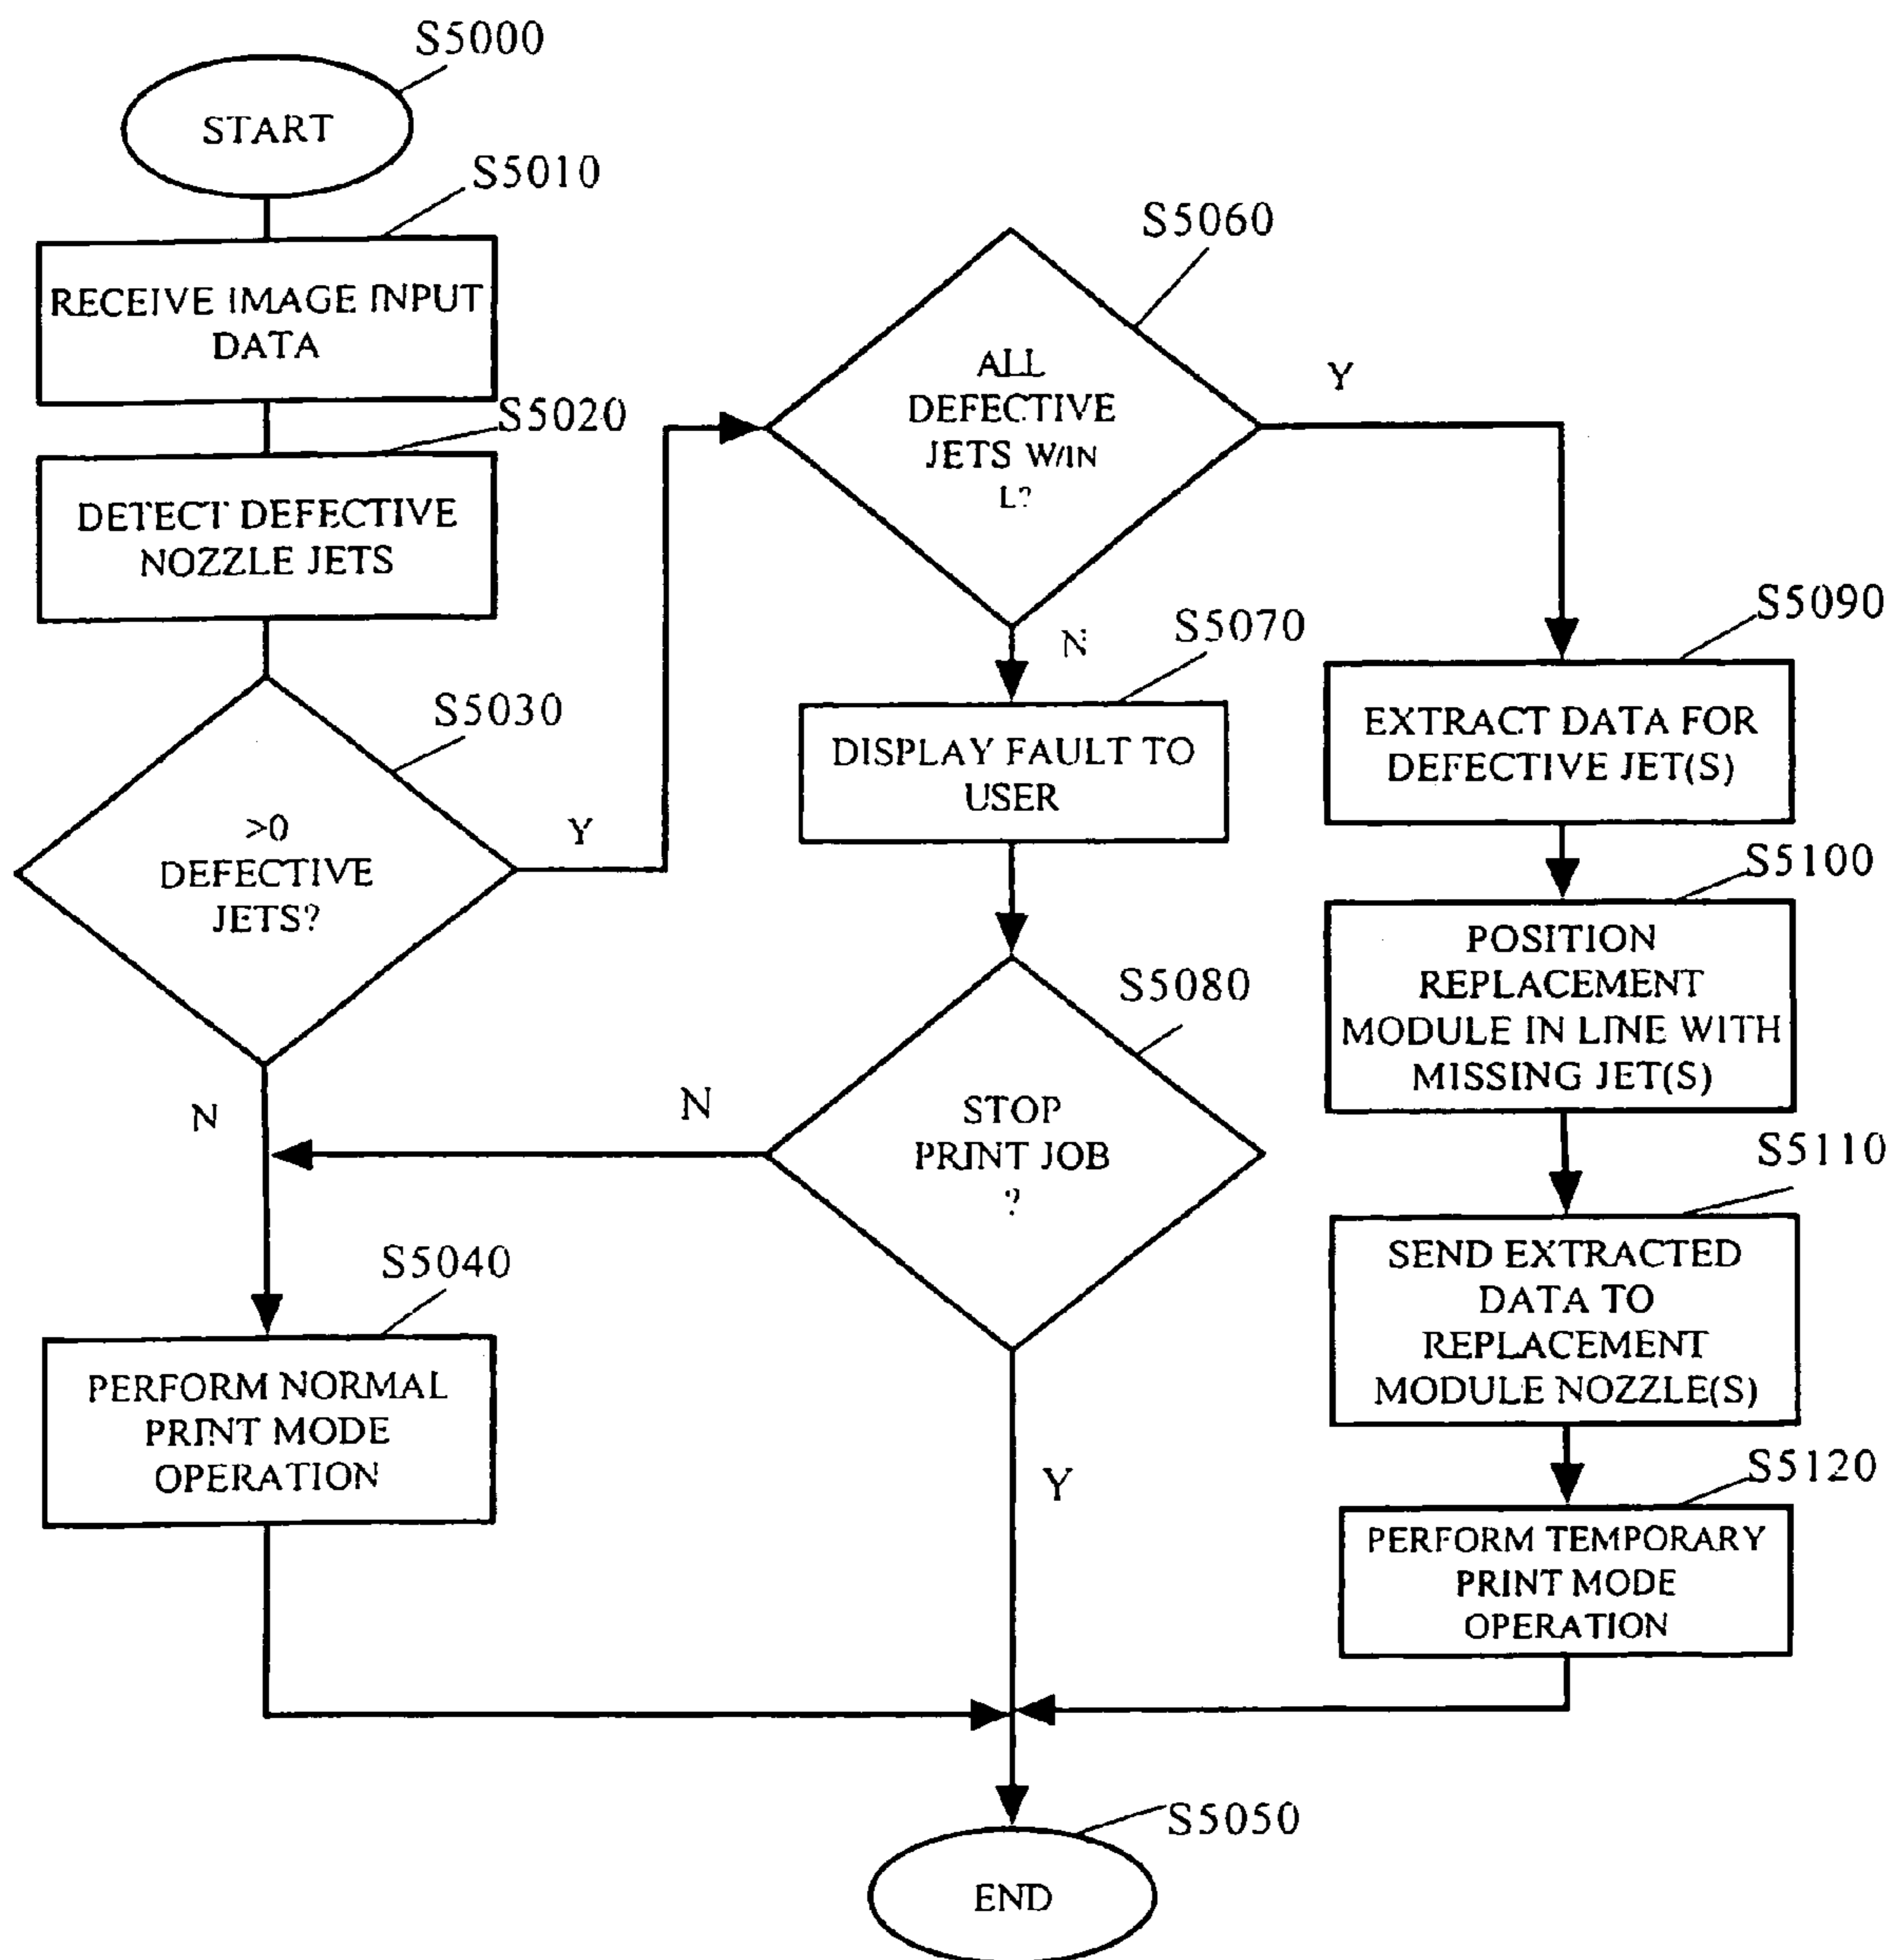 S5000
START
S5010
RECEIVE IMAGE INPUT
DATA
S5020
DETECT DEFECTIVE
NOZZLE JETS
S5030
>0
DEFECTIVE
JETS?
Y
N
S5040
PERFORM NORMAL
PRINT MODE
OPERATION
S5060
ALL
DEFECTIVE
JETS W/IN
L?
Y
N
S5070
DISPLAY FAULT TO
USER
S5080
STOP
PRINT JOB
?
N
Y
S5090
EXTRACT DATA FOR
DEFECTIVE JET(S)
S5100
POSITION
REPLACEMENT
MODULE IN LINE WITH
MISSING JET(S)
S5110
SEND EXTRACTED
DATA TO
REPLACEMENT
MODULE NOZZLE(S)
S5120
PERFORM TEMPORARY
PRINT MODE
OPERATION
S5050
END